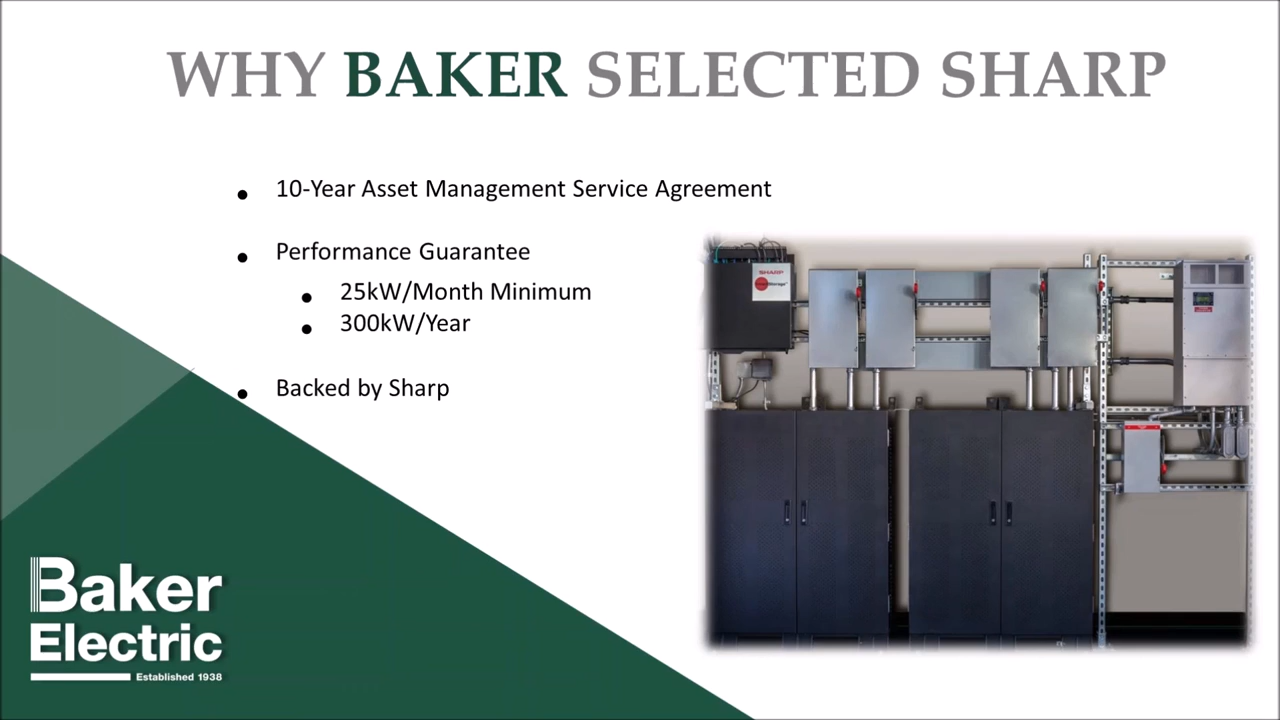 WHY BAKER SELECTED SHARP
10-Year Asset Management Service Agreement
Performance Guarantee
25kW/Month Minimum
300kW/Year
Backed by Sharp
SHARP
Baker
Electric
Established 1938